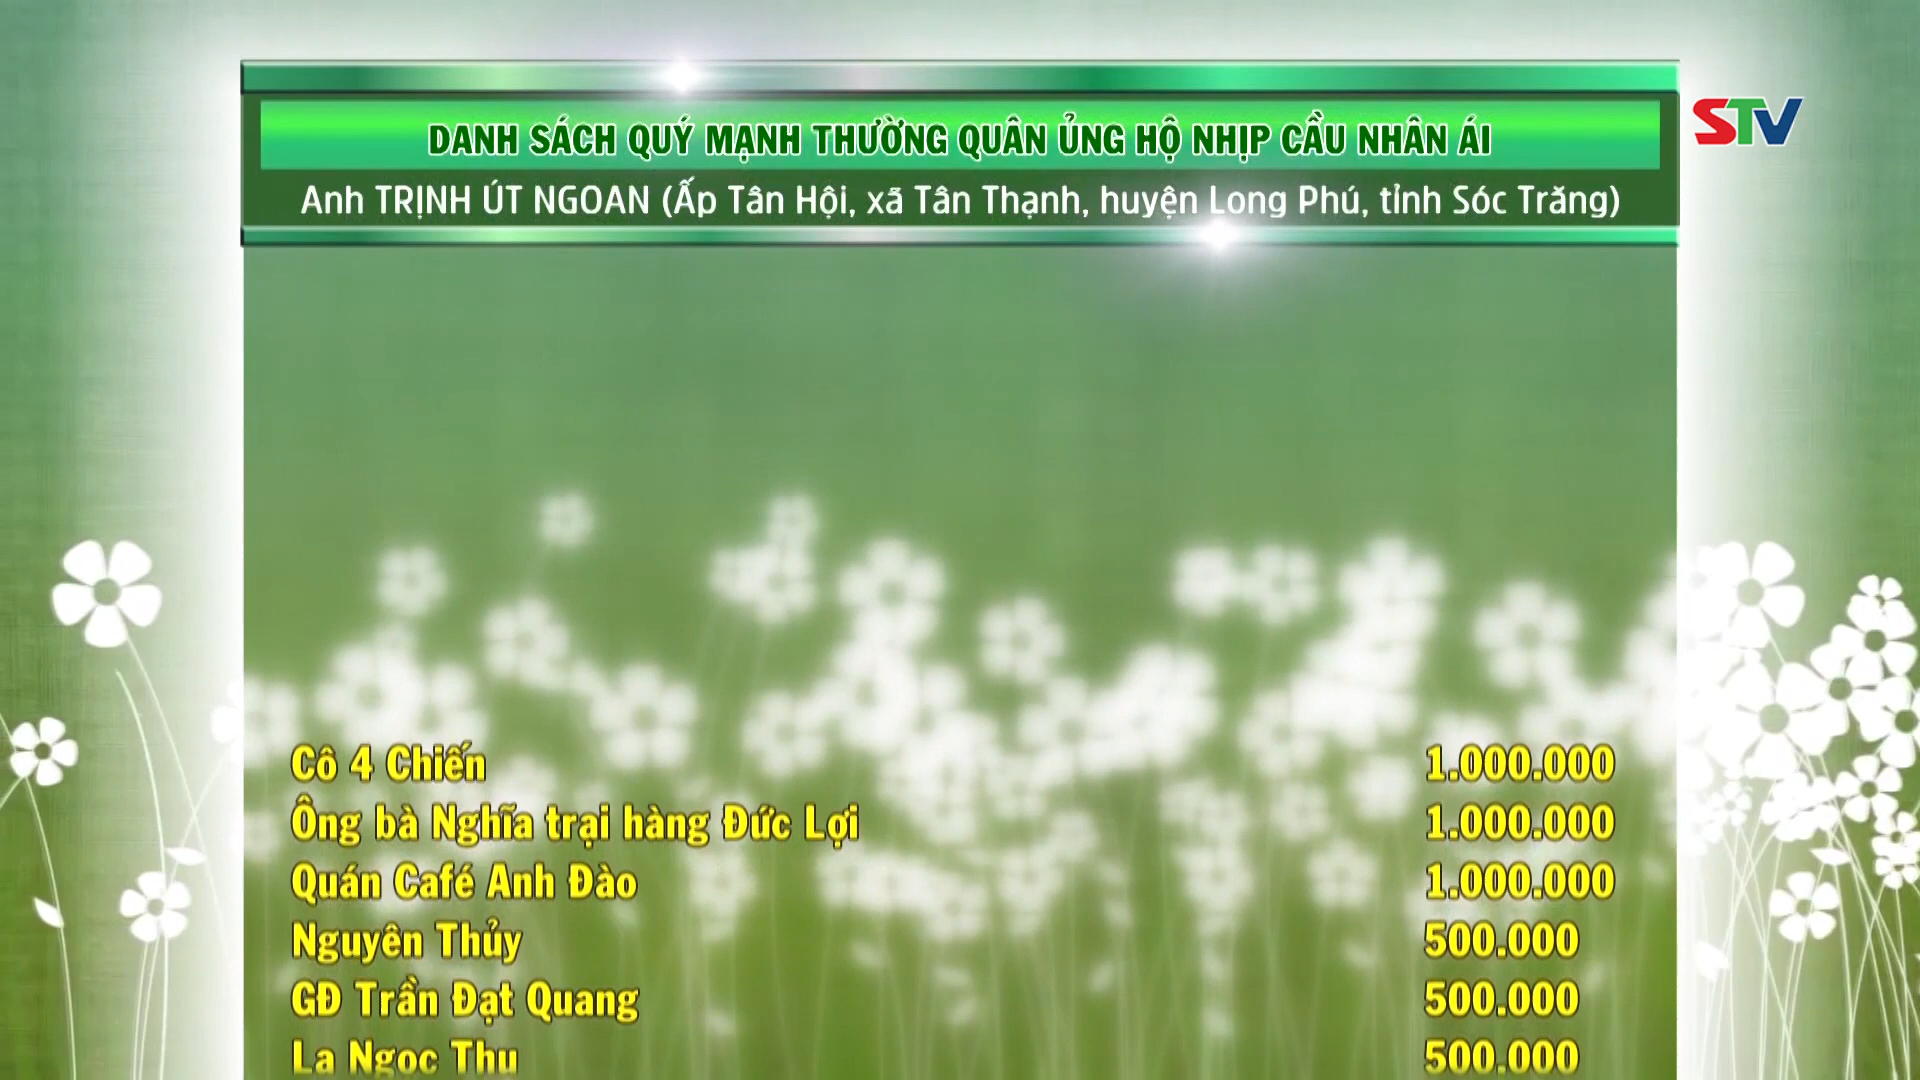 DANH SÁCH QUÝ MẠNH THƯỜNG QUÂN ỦNG HỘ NHỊP CẦU NHÂN ÁI
STV
Anh TRỊNH ÚT NGOAN (Ấp Tân Hội, xã Tân Thạnh, huyện Long Phú, tỉnh Sóc Trăng)
Cô 4 Chiến 1.000.000
Ông bà Nghĩa trại hàng Đức Lợi 1.000.000
Quán Café Anh Đào 1.000.000
Nguyên Thủy 500.000
GĐ Trần Đạt Quang 500.000
La Ngọc Thu 500.000